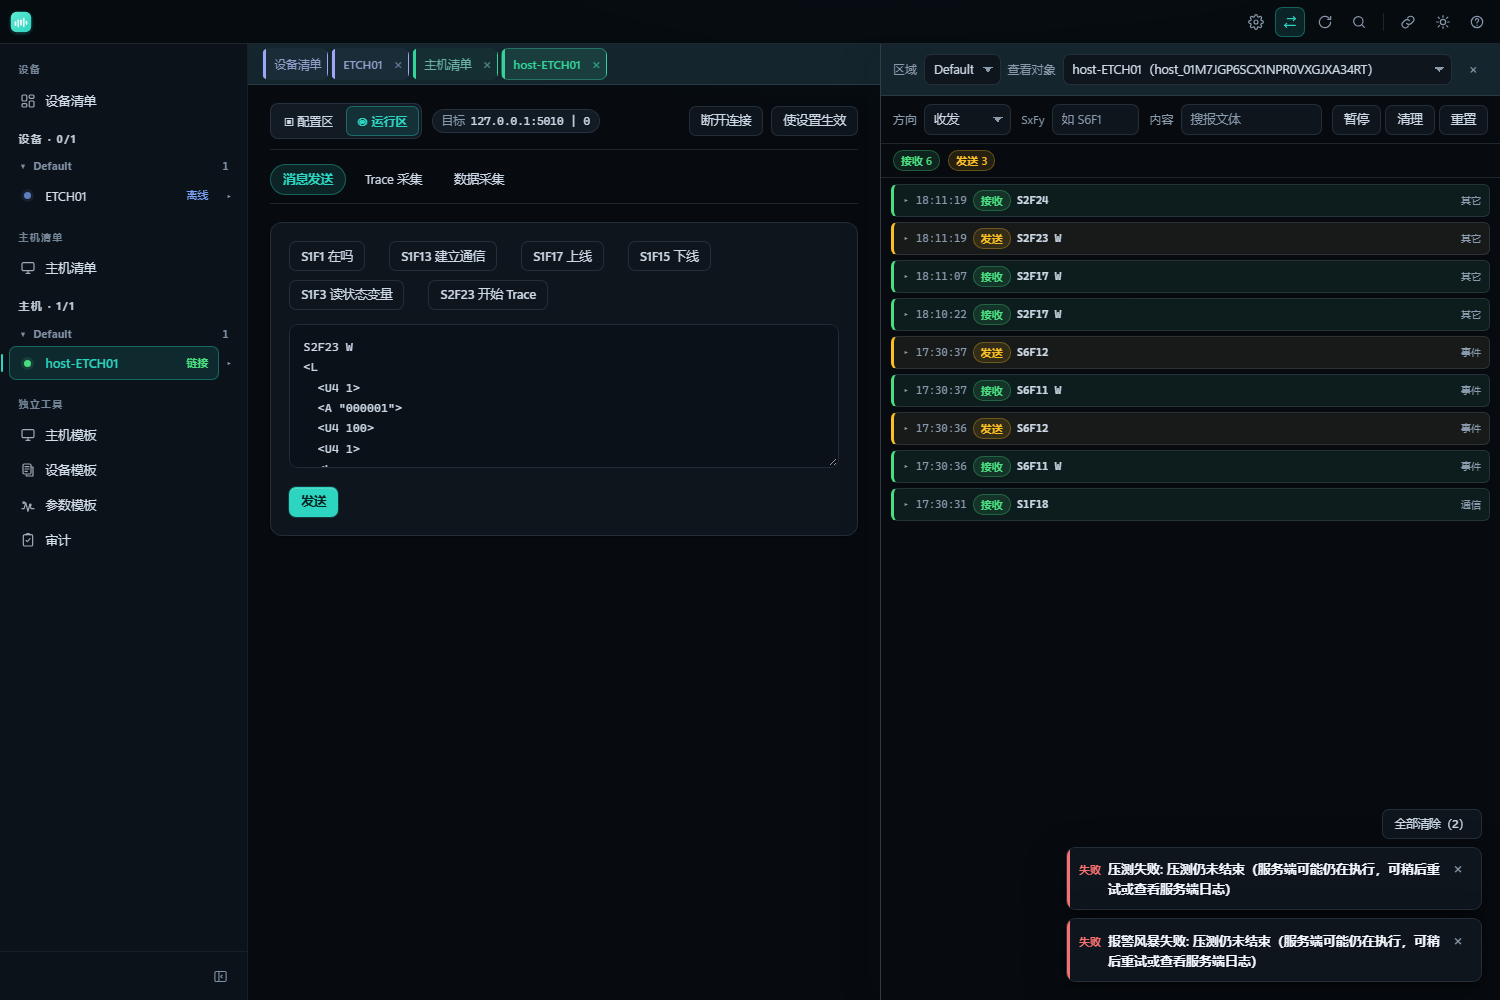 设备
设备清单
设备 · 0/1
Default 1
ETCH01 离线
主机清单
主机清单
主机 · 1/1
Default 1
host-ETCH01 链接
独立工具
主机模板
设备模板
参数模板
审计
设备清单 ETCH01 × 主机清单 × host-ETCH01 ×
配置区 运行区 目标 127.0.0.1:5010 | 0 断开连接 使设置生效
消息发送 Trace 采集 数据采集
S1F1 在吗 S1F13 建立通信 S1F17 上线 S1F15 下线
S1F3 读状态变量 S2F23 开始 Trace
S2F23 W
<L
<U4 1>
<A "000001">
<U4 100>
<U4 1>
发送
区域 Default 查看对象 host-ETCH01（host_01M7JGP6SCX1NPR0VXGJXA34RT） ×
方向 收发 SxFy 如 S6F1 内容 搜报文体 暂停 清理 重置
接收 6 发送 3
18:11:19 接收 S2F24 其它
18:11:19 发送 S2F23 W 其它
18:11:07 接收 S2F17 W 其它
18:10:22 接收 S2F17 W 其它
17:30:37 发送 S6F12 事件
17:30:37 接收 S6F11 W 事件
17:30:36 发送 S6F12 事件
17:30:36 接收 S6F11 W 事件
17:30:31 接收 S1F18 通信
全部清除（2）
失败 压测失败: 压测仍未结束（服务端可能仍在执行，可稍后重 ×
试或查看服务端日志）
失败 报警风暴失败: 压测仍未结束（服务端可能仍在执行，可稍 ×
后重试或查看服务端日志）